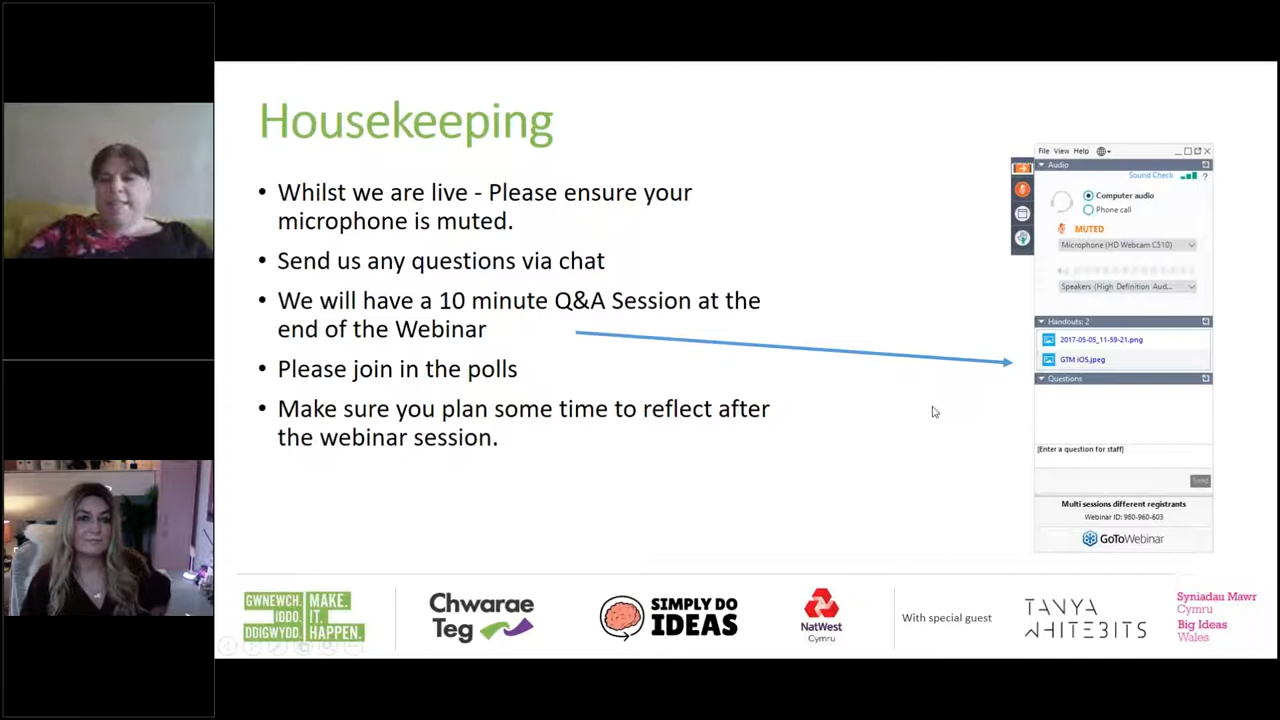 Housekeeping
• Whilst we are live - Please ensure your
microphone is muted.
• Send us any questions via chat
• We will have a 10 minute Q&A Session at the
end of the Webinar
• Please join in the polls
• Make sure you plan some time to reflect after
the webinar session.
File View Help
Audio
Sound Check
?
Computer audio
Phone call
MUTED
Microphone (HD Webcam C510)
Speakers (High Definition Aud...
Handouts: 2
2017-05-05_11-59-21.png
GTM iOS.jpeg
Questions
[Enter a question for staff]
Send
Multi sessions different registrants
Webinar ID: 980-960-603
GoToWebinar
GWNEWCH.
IDDO.
DDIGWYDD.
MAKE.
IT.
HAPPEN.
Chwarae
Teg
SIMPLY DO
IDEAS
NatWest
Cymru
With special guest
TANYA
WHITEBITS
Syniadau Mawr
Cymru
Big Ideas
Wales